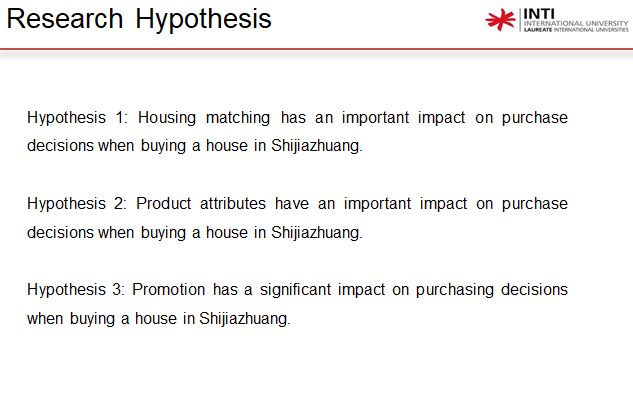 Research Hypothesis
INTI
INTERNATIONAL UNIVERSITY
LAUREATE INTERNATIONAL UNIVERSITIES
Hypothesis 1: Housing matching has an important impact on purchase
decisions when buying a house in Shijiazhuang.
Hypothesis 2: Product attributes have an important impact on purchase
decisions when buying a house in Shijiazhuang.
Hypothesis 3: Promotion has a significant impact on purchasing decisions
when buying a house in Shijiazhuang.